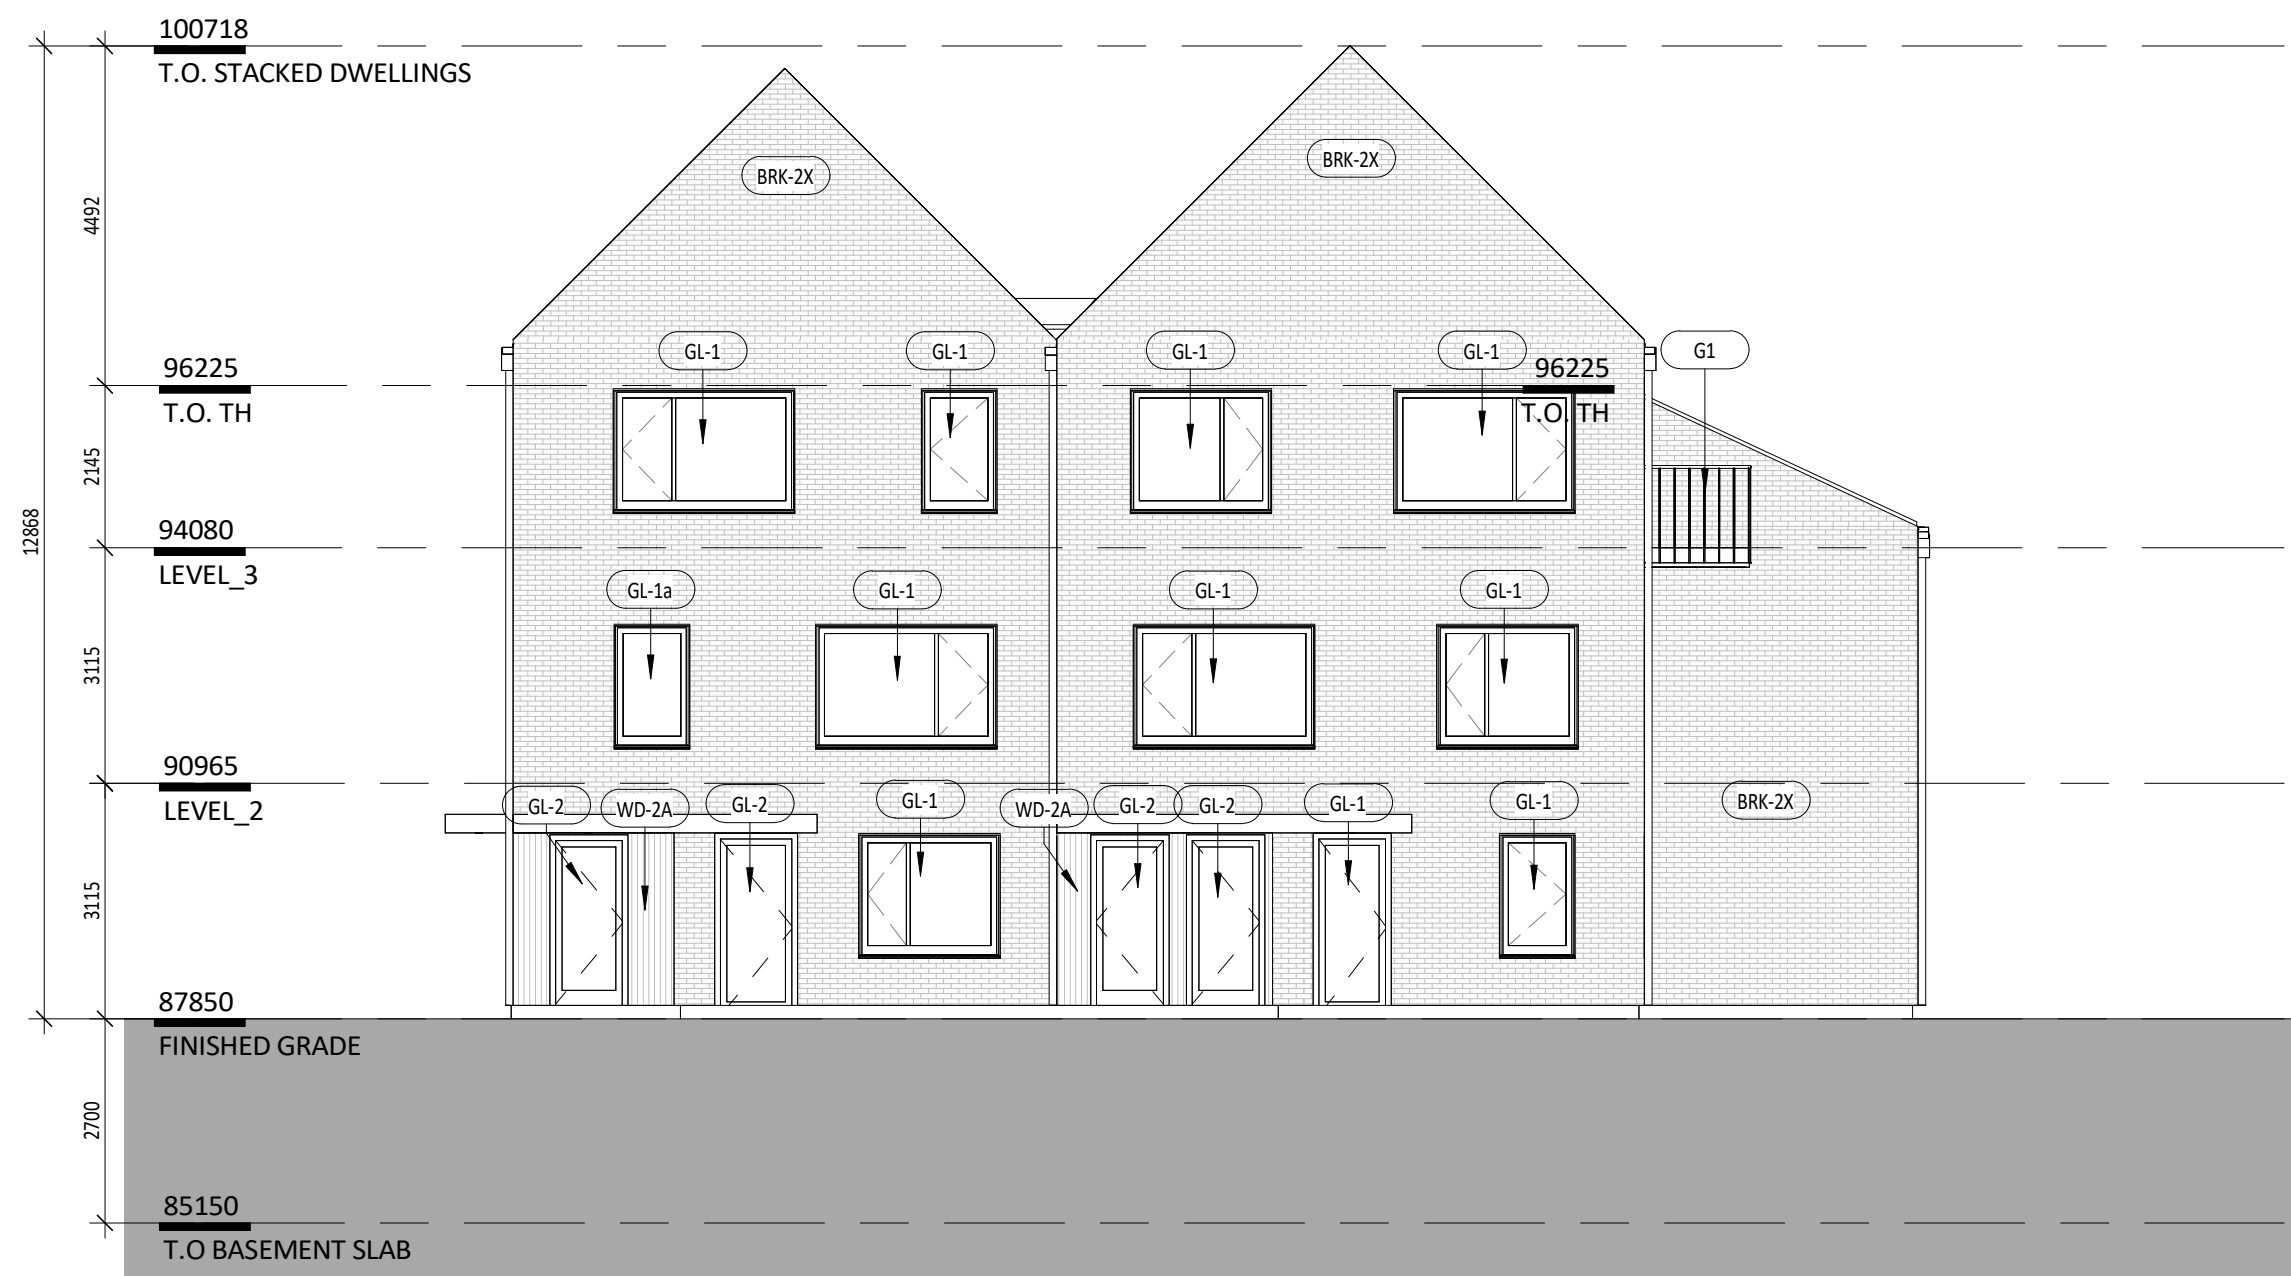 100718
T.O. STACKED DWELLINGS
BRK-2X
BRK-2X
4492
GL-1
GL-1
GL-1
GL-1
G1
96225
T.O. TH
96225
T.O. TH
2145
12868
94080
LEVEL_3
GL-1a
GL-1
GL-1
GL-1
3115
90965
LEVEL_2
GL-2
WD-2A
GL-2
GL-1
WD-2A
GL-2
GL-2
GL-1
GL-1
BRK-2X
3115
87850
FINISHED GRADE
2700
85150
T.O BASEMENT SLAB